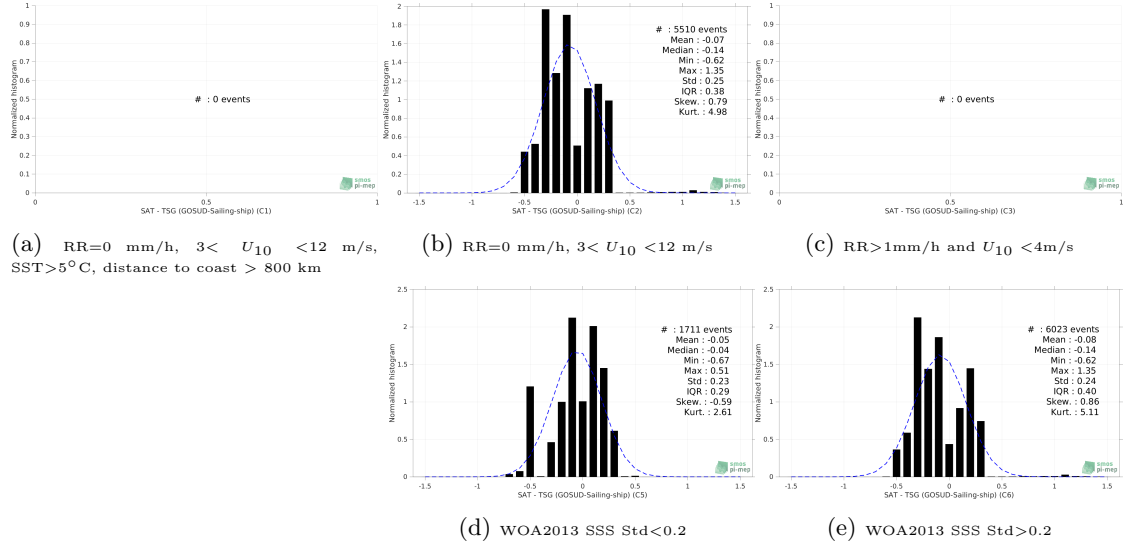 1
0.9
0.8
0.7
0.6
0.5
0.4
0.3
0.2
0.1
0
Normalized histogram
# : 0 events
smos
pi-mep
0 0.5 1
SAT - TSG (GOSUD-Sailing-ship) (C1)
(a) RR=0 mm/h, 3< U10 <12 m/s,
SST>5°C, distance to coast > 800 km
2
1.8
1.6
1.4
1.2
1
0.8
0.6
0.4
0.2
0
Normalized histogram
# : 5510 events
Mean : -0.07
Median : -0.14
Min : -0.62
Max : 1.35
Std : 0.25
IQR : 0.38
Skew. : 0.79
Kurt. : 4.98
smos
pi-mep
-1.5 -1 -0.5 0 0.5 1 1.5
SAT - TSG (GOSUD-Sailing-ship) (C2)
(b) RR=0 mm/h, 3< U10 <12 m/s
1
0.9
0.8
0.7
0.6
0.5
0.4
0.3
0.2
0.1
0
Normalized histogram
# : 0 events
smos
pi-mep
0 0.5 1
SAT - TSG (GOSUD-Sailing-ship) (C3)
(c) RR>1mm/h and U10 <4m/s
2.5
2
1.5
1
0.5
0
Normalized histogram
# : 1711 events
Mean : -0.05
Median : -0.04
Min : -0.67
Max : 0.51
Std : 0.23
IQR : 0.29
Skew. : -0.59
Kurt. : 2.61
smos
pi-mep
-1.5 -1 -0.5 0 0.5 1 1.5
SAT - TSG (GOSUD-Sailing-ship) (C5)
(d) WOA2013 SSS Std<0.2
2.5
2
1.5
1
0.5
0
Normalized histogram
# : 6023 events
Mean : -0.08
Median : -0.14
Min : -0.62
Max : 1.35
Std : 0.24
IQR : 0.40
Skew. : 0.86
Kurt. : 5.11
smos
pi-mep
-1.5 -1 -0.5 0 0.5 1 1.5
SAT - TSG (GOSUD-Sailing-ship) (C6)
(e) WOA2013 SSS Std>0.2